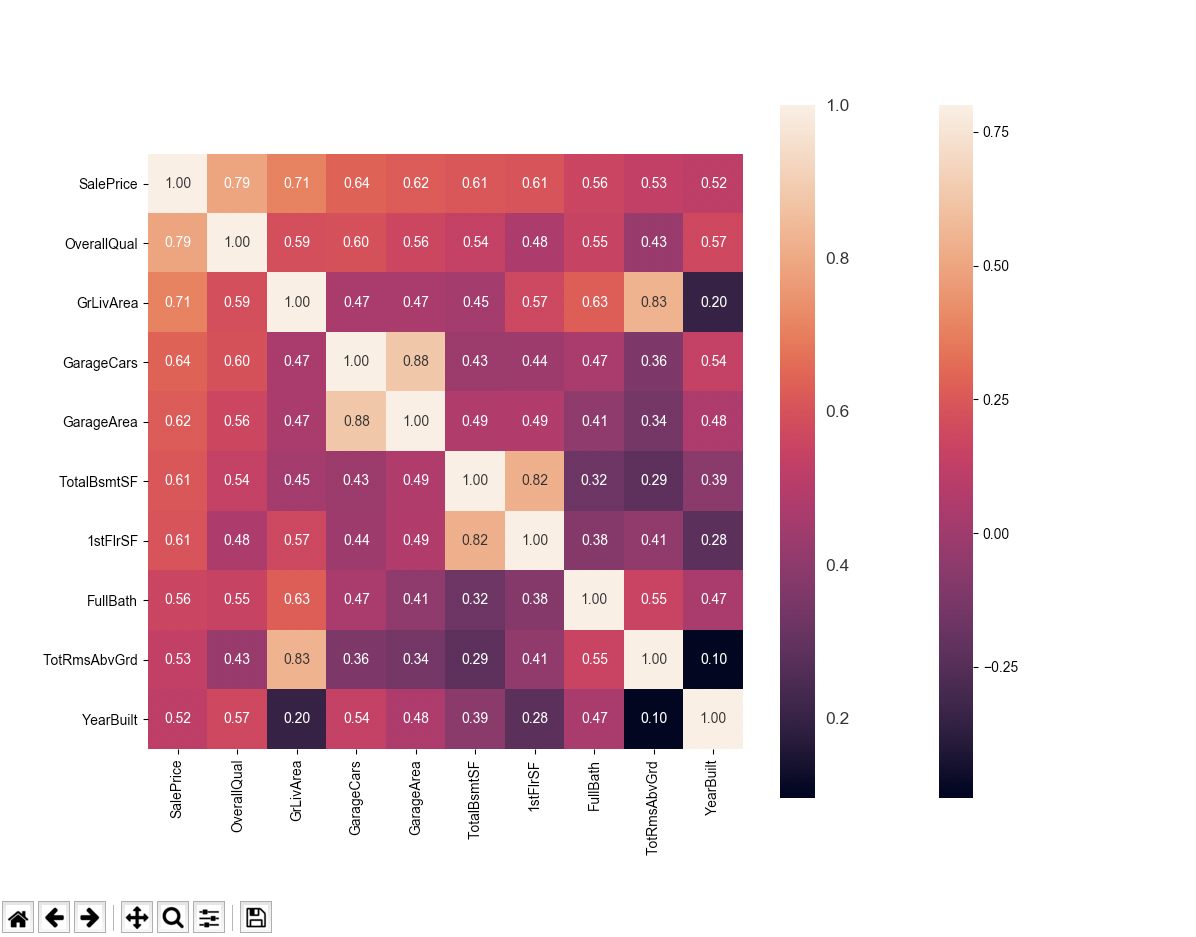 SalePrice 1.00 0.79 0.71 0.64 0.62 0.61 0.61 0.56 0.53 0.52
OverallQual 0.79 1.00 0.59 0.60 0.56 0.54 0.48 0.55 0.43 0.57
GrLivArea 0.71 0.59 1.00 0.47 0.47 0.45 0.57 0.63 0.83 0.20
GarageCars 0.64 0.60 0.47 1.00 0.88 0.43 0.44 0.47 0.36 0.54
GarageArea 0.62 0.56 0.47 0.88 1.00 0.49 0.49 0.41 0.34 0.48
TotalBsmtSF 0.61 0.54 0.45 0.43 0.49 1.00 0.82 0.32 0.29 0.39
1stFlrSF 0.61 0.48 0.57 0.44 0.49 0.82 1.00 0.38 0.41 0.28
FullBath 0.56 0.55 0.63 0.47 0.41 0.32 0.38 1.00 0.55 0.47
TotRmsAbvGrd 0.53 0.43 0.83 0.36 0.34 0.29 0.41 0.55 1.00 0.10
YearBuilt 0.52 0.57 0.20 0.54 0.48 0.39 0.28 0.47 0.10 1.00
SalePrice
OverallQual
GrLivArea
GarageCars
GarageArea
TotalBsmtSF
1stFlrSF
FullBath
TotRmsAbvGrd
YearBuilt
1.0
0.8
0.6
0.4
0.2
0.75
0.50
0.25
0.00
−0.25